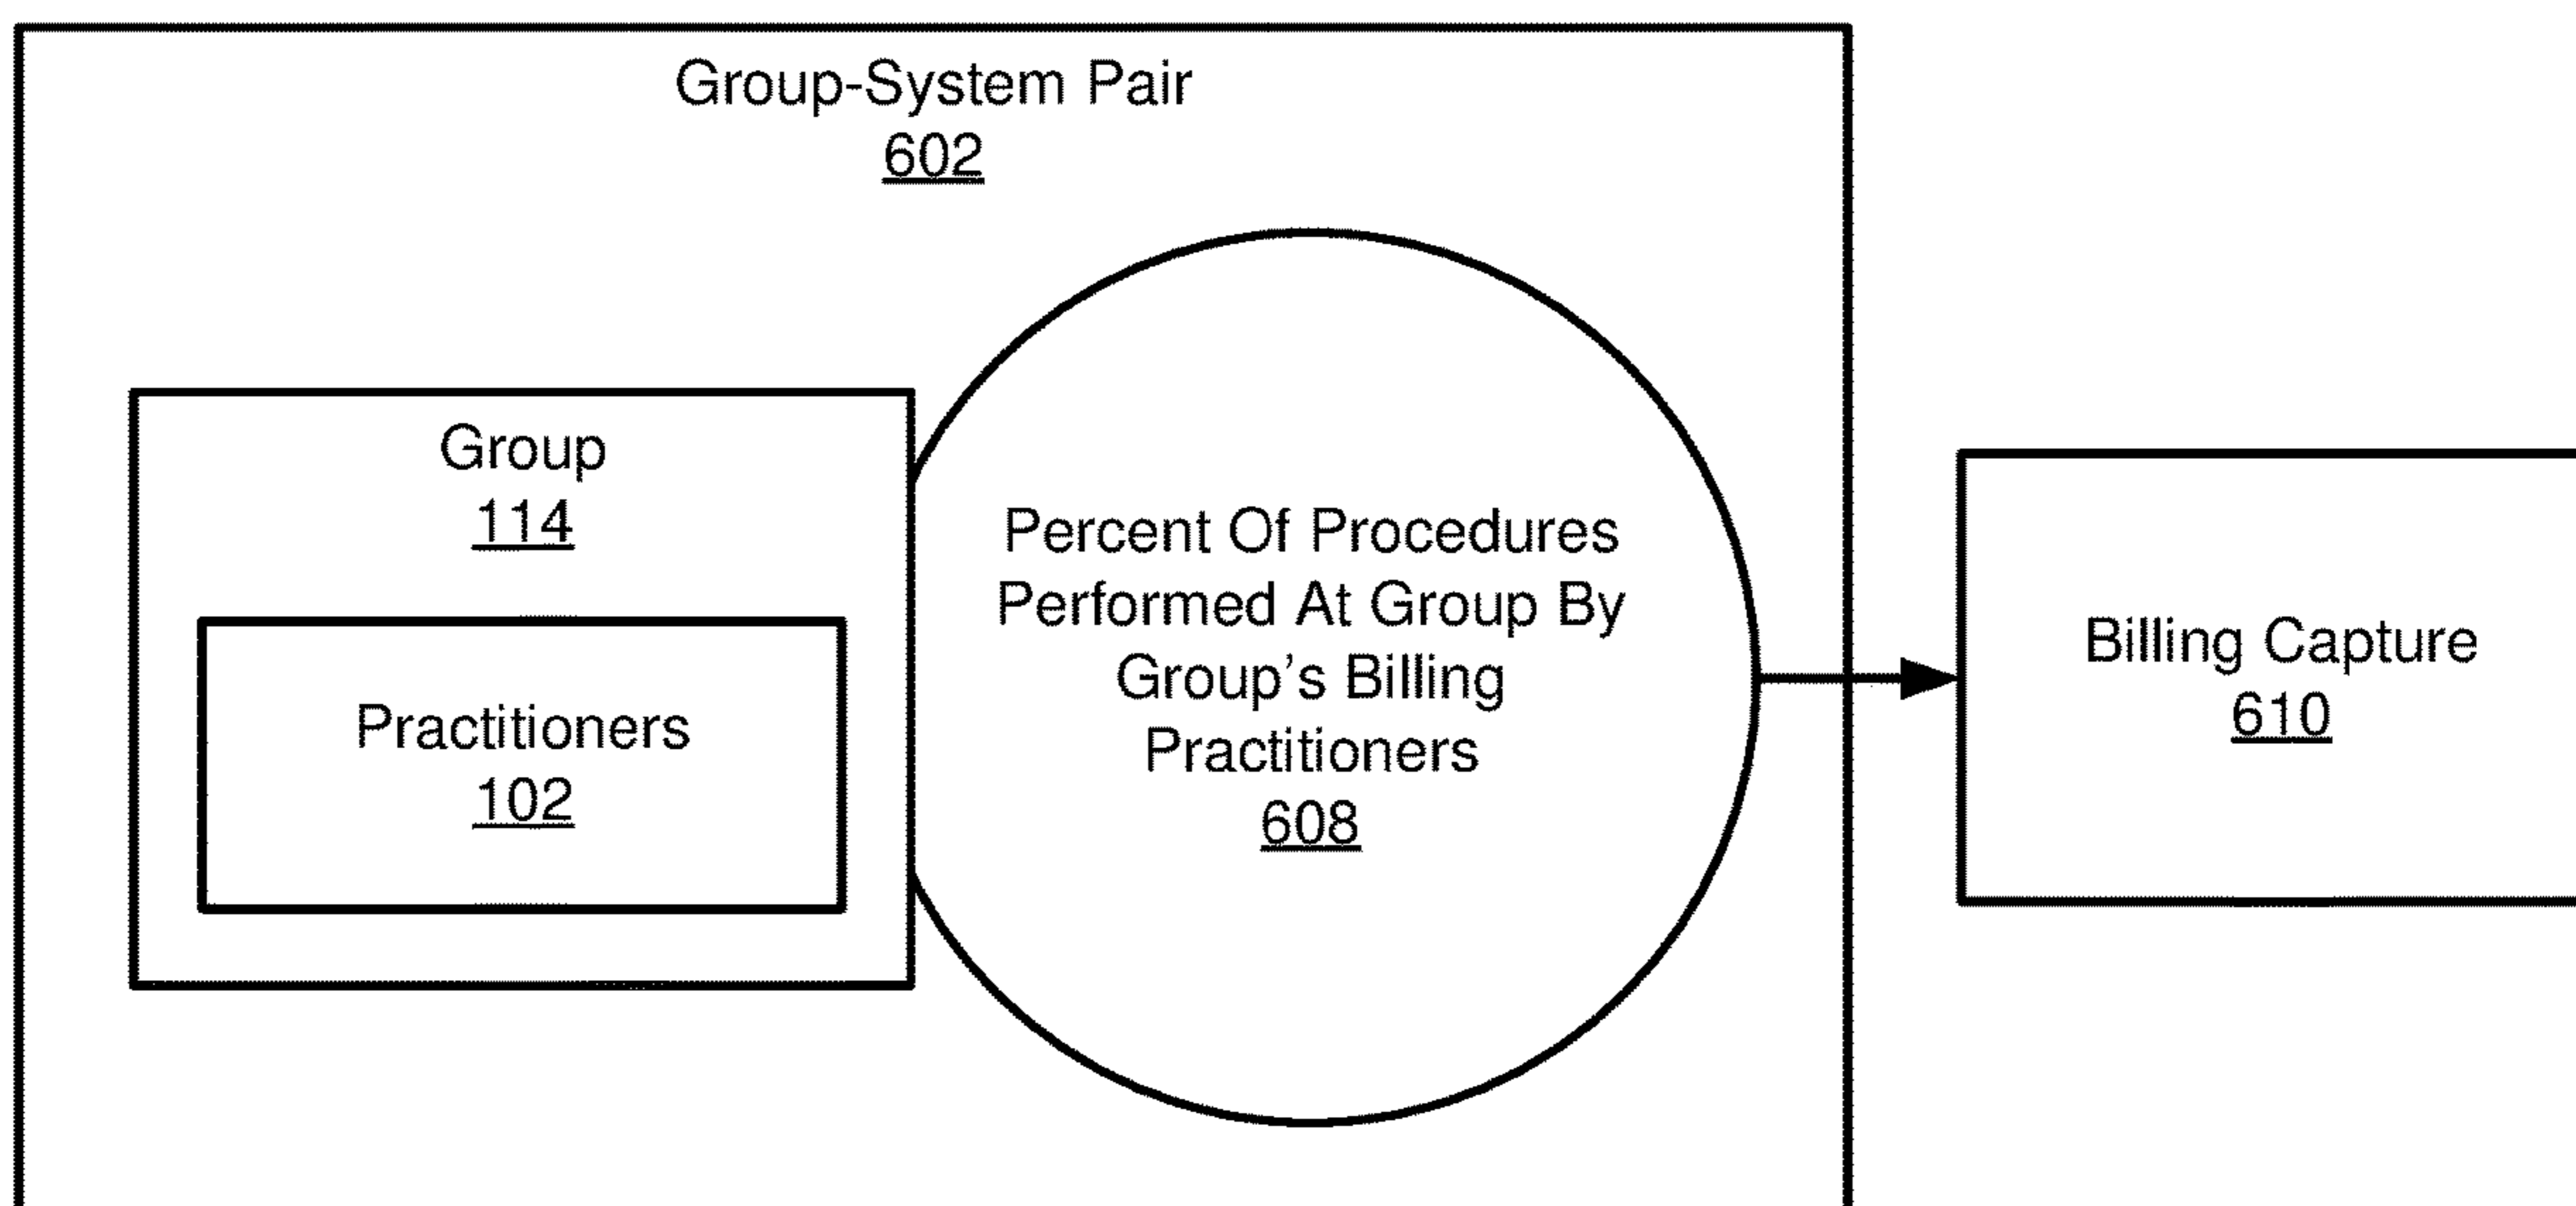 Group-System Pair
602
Group
114
Practitioners
102
Percent Of Procedures
Performed At Group By
Group's Billing
Practitioners
608
Billing Capture
610